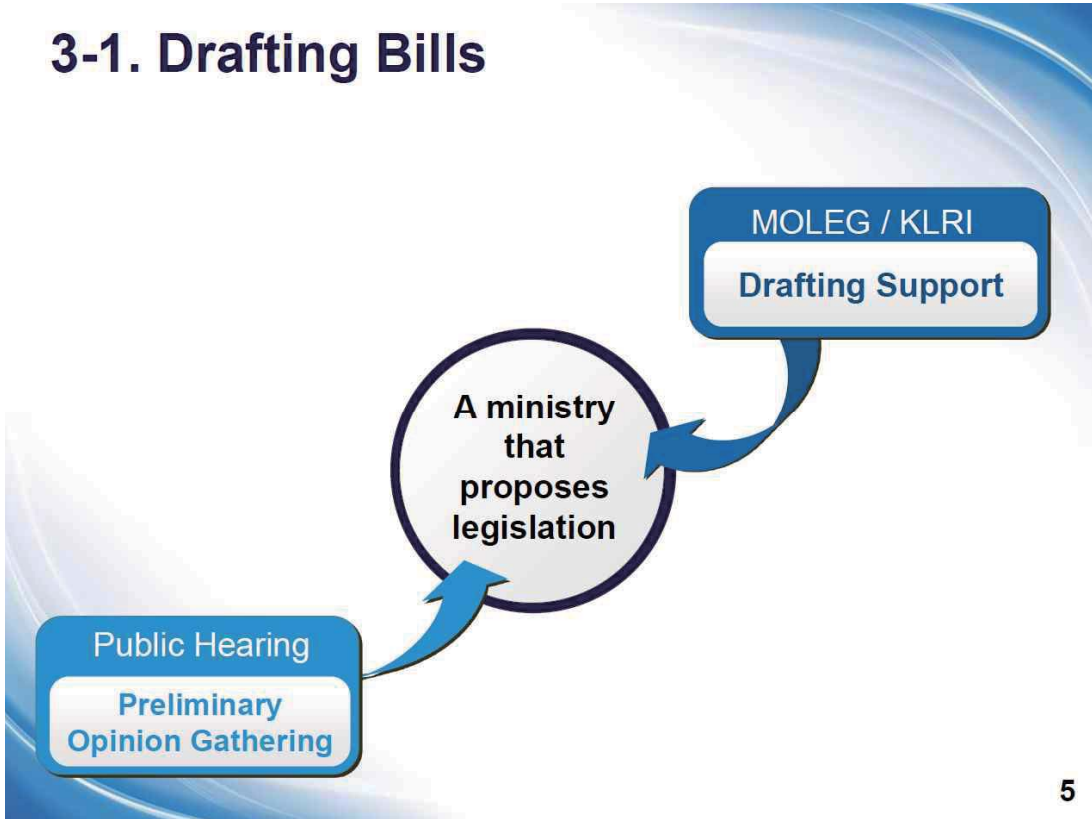 3-1. Drafting Bills
MOLEG / KLRI
Drafting Support
A ministry
that
proposes
legislation
Public Hearing
Preliminary
Opinion Gathering
5